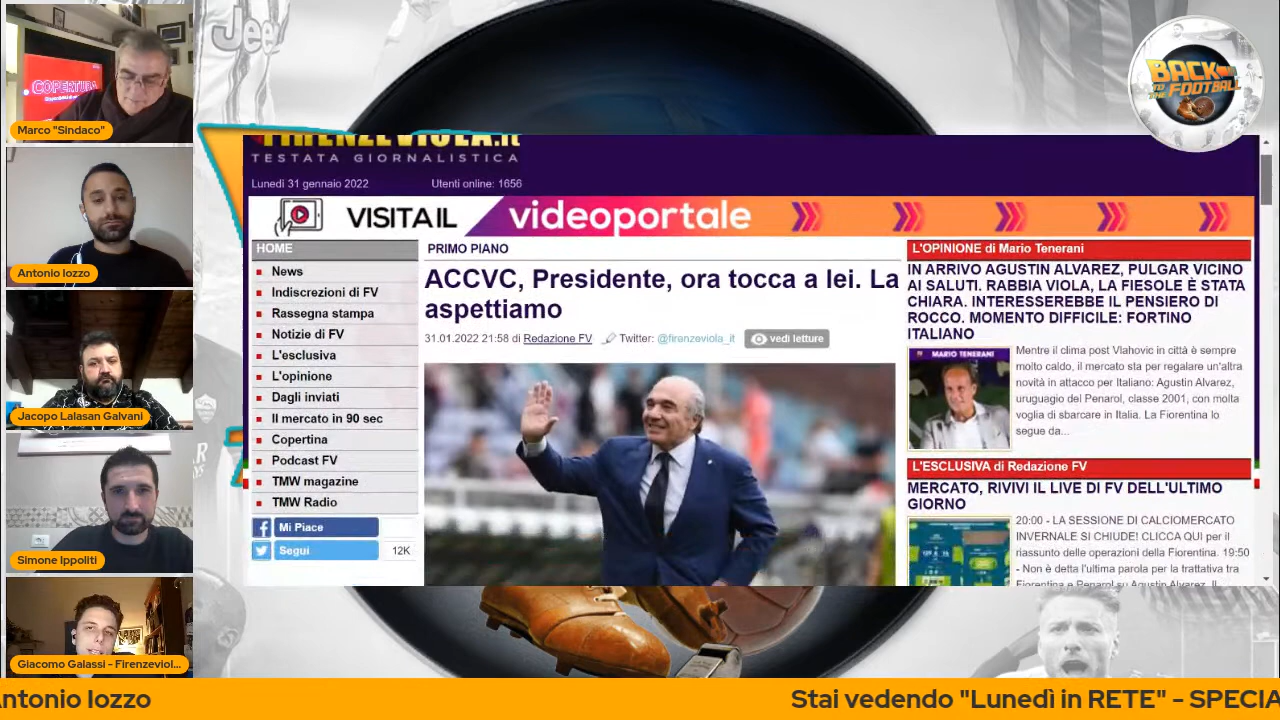 Jeep
COPERTURA
Marco "Sindaco"
Antonio Iozzo
Jacopo Lalasan Galvani
Simone Ippoliti
Giacomo Galassi - Firenzeviol...
BACK
TO THE
FOOTBALL
FIRENZEVIOLA.it
TESTATA GIORNALISTICA
Lunedì 31 gennaio 2022
Utenti online: 1656
VISITA IL videoportale
HOME
News
Indiscrezioni di FV
Rassegna stampa
Notizie di FV
L'esclusiva
L'opinione
Dagli inviati
Il mercato in 90 sec
Copertina
Podcast FV
TMW magazine
TMW Radio
Mi Piace
Segui 12K
PRIMO PIANO
ACCVC, Presidente, ora tocca a lei. La
aspettiamo
31.01.2022 21:58 di Redazione FV Twitter: @firenzeviola_it vedi letture
L'OPINIONE di Mario Tenerani
IN ARRIVO AGUSTIN ALVAREZ, PULGAR VICINO
AI SALUTI. RABBIA VIOLA, LA FIESOLE È STATA
CHIARA. INTERESSEREBBE IL PENSIERO DI
ROCCO. MOMENTO DIFFICILE: FORTINO
ITALIANO
MARIO TENERANI
Mentre il clima post Vlahovic in città è sempre
molto caldo, il mercato sta per regalare un'altra
novità in attacco per Italiano: Agustin Alvarez,
uruguagio del Penarol, classe 2001, con molta
voglia di sbarcare in Italia. La Fiorentina lo
segue da...
L'ESCLUSIVA di Redazione FV
MERCATO, RIVIVI IL LIVE DI FV DELL'ULTIMO
GIORNO
20:00 - LA SESSIONE DI CALCIOMERCATO
INVERNALE SI CHIUDE! CLICCA QUI per il
riassunto delle operazioni della Fiorentina. 19:50
- Non è detta l'ultima parola per la trattativa tra
Fiorentina e Penarol su Agustin Alvarez. Il
ntonio Iozzo
Stai vedendo "Lunedì in RETE" - SPECIA